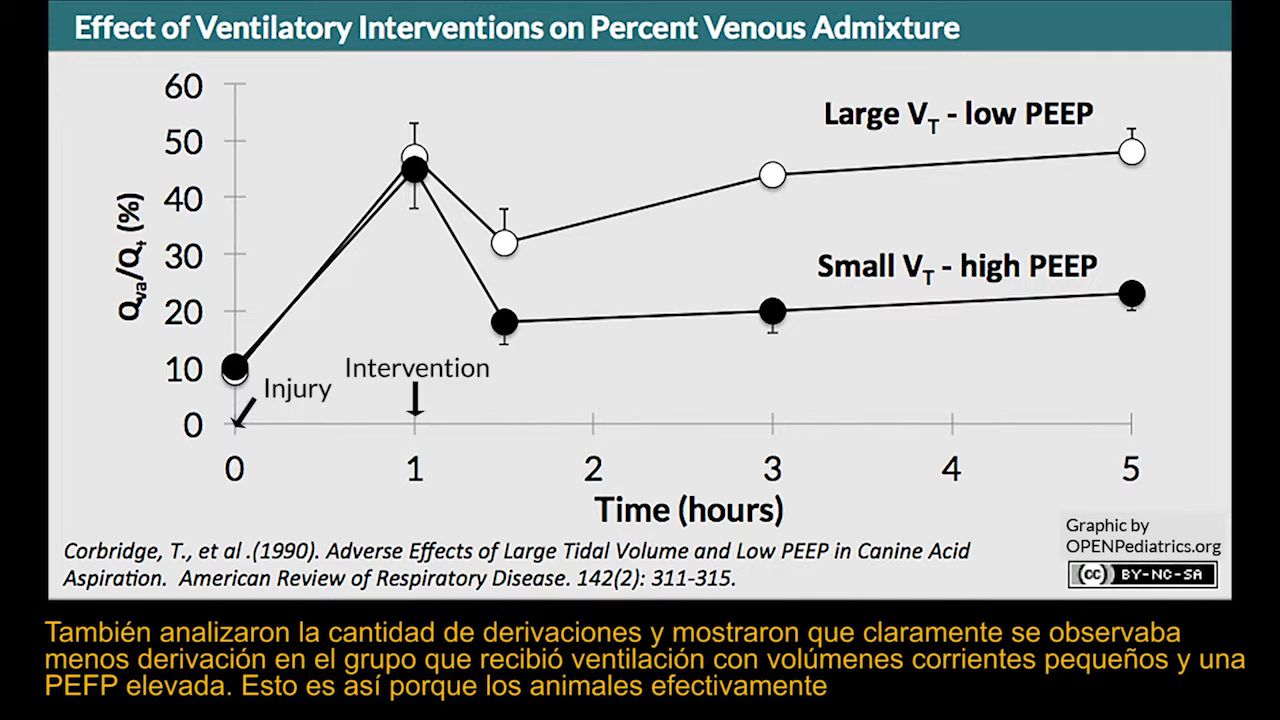 Effect of Ventilatory Interventions on Percent Venous Admixture
60
50
40
30
20
10
0
Qva/Qt (%)
Large VT - low PEEP
Small VT - high PEEP
Injury
Intervention
0 1 2 3 4 5
Time (hours)
Corbridge, T., et al .(1990). Adverse Effects of Large Tidal Volume and Low PEEP in Canine Acid
Aspiration. American Review of Respiratory Disease. 142(2): 311-315.
Graphic by
OPENPediatrics.org
cc BY-NC-SA
También analizaron la cantidad de derivaciones y mostraron que claramente se observaba
menos derivación en el grupo que recibió ventilación con volúmenes corrientes pequeños y una
PEFP elevada. Esto es así porque los animales efectivamente